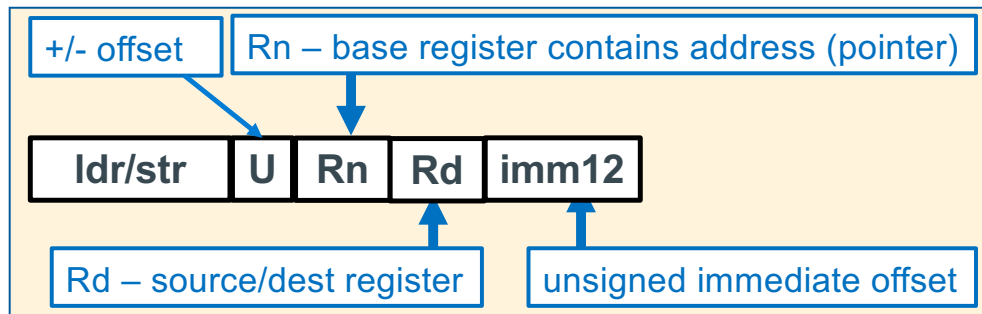 +/- offset
Rn – base register contains address (pointer)
ldr/str U Rn Rd imm12
Rd – source/dest register
unsigned immediate offset